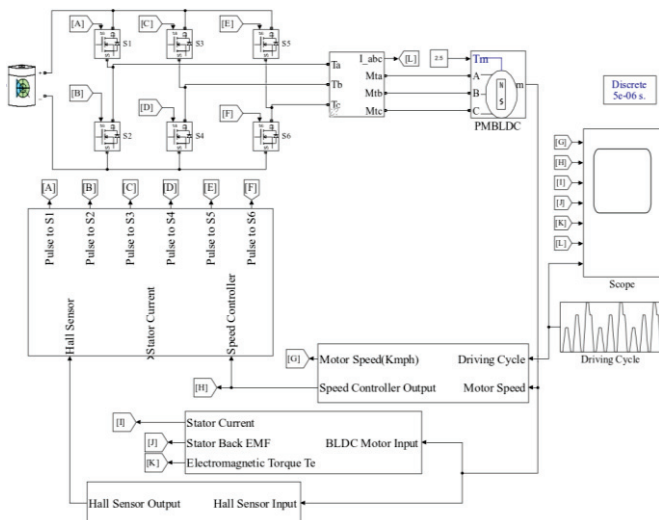 [A]
[C]
[E]
S1
S3
S5
[B]
[D]
[F]
S2
S4
S6
Ta
Tb
Tc
I_abc
Mta
Mtb
Mtc
[L]
2.5
Tm
A
B
C
N
S
m
PMBLDC
Discrete
5e-06 s.
[A]
[B]
[C]
[D]
[E]
[F]
Pulse to S1
Pulse to S2
Pulse to S3
Pulse to S4
Pulse to S5
Pulse to S6
Hall Sensor
Stator Current
Speed Controller
[G]
[H]
[I]
[J]
[K]
[L]
Scope
Driving Cycle
[G]
Motor Speed(Kmph)
Driving Cycle
[H]
Speed Controller Output
Motor Speed
[I]
Stator Current
[J]
Stator Back EMF
BLDC Motor Input
[K]
Electromagnetic Torque Te
Hall Sensor Output
Hall Sensor Input